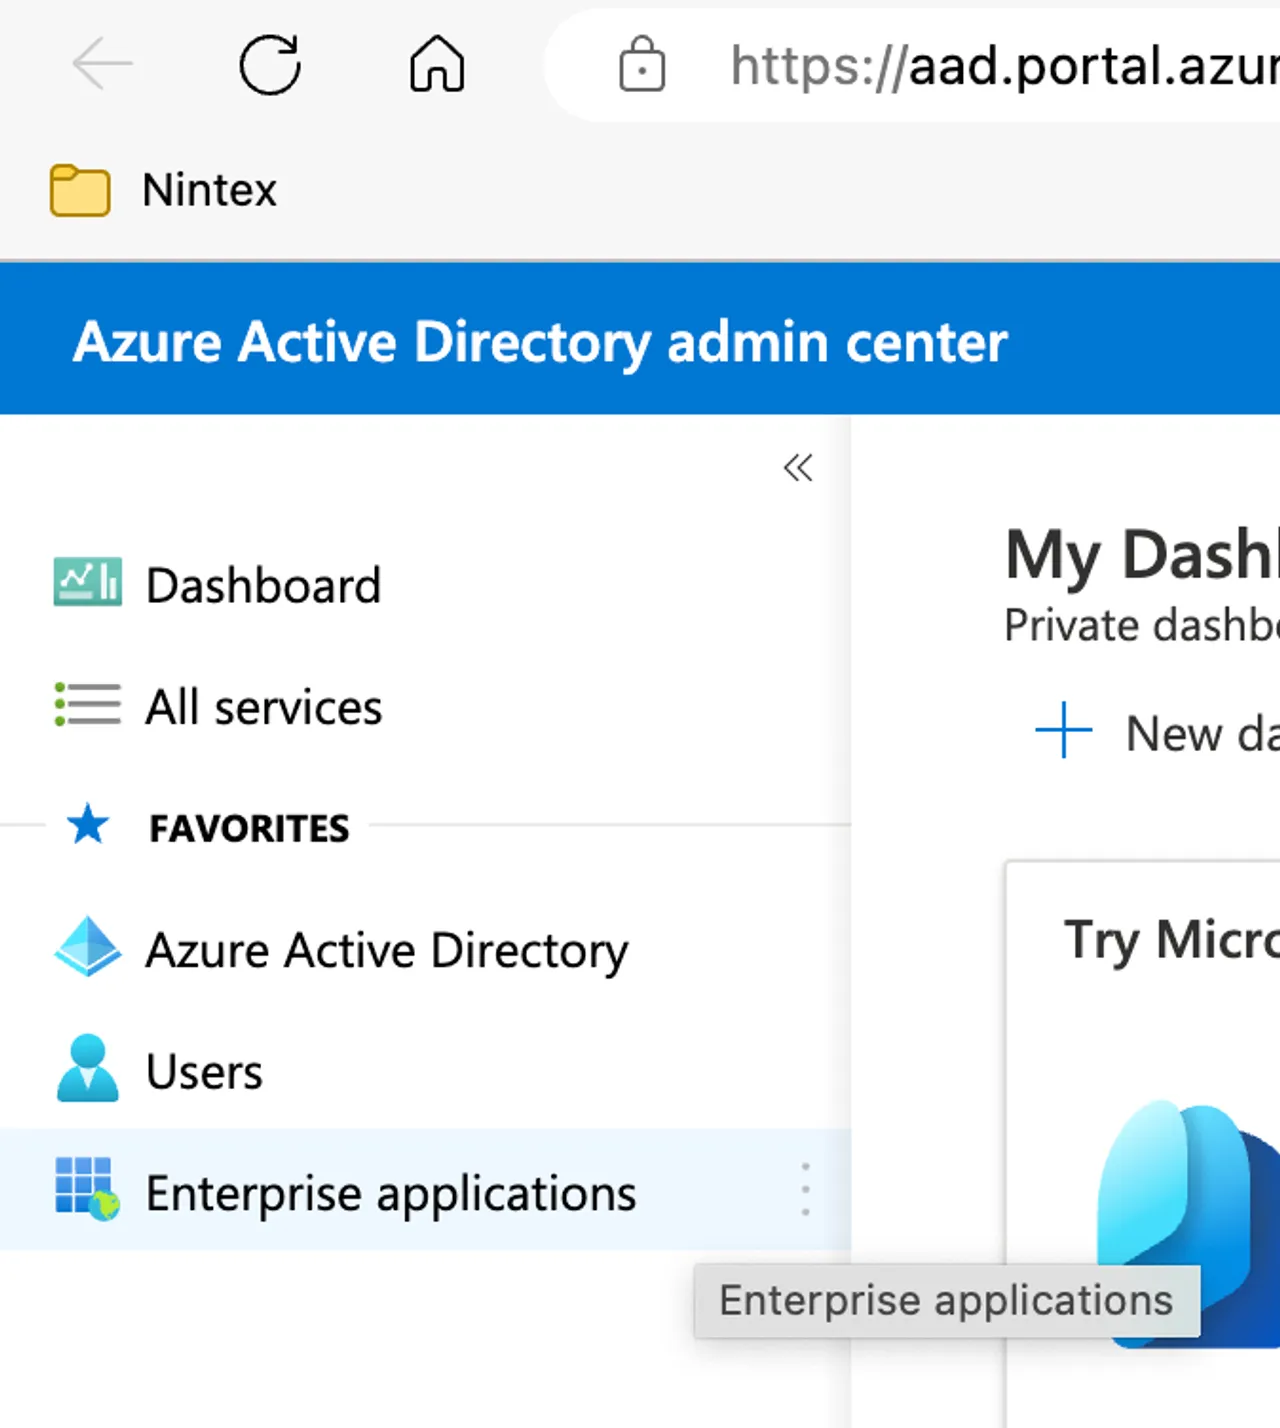 https://aad.portal.azur
Nintex
Azure Active Directory admin center
Dashboard
All services
FAVORITES
Azure Active Directory
Users
Enterprise applications
My Dash
Private dashb
New da
Try Micro
Enterprise applications